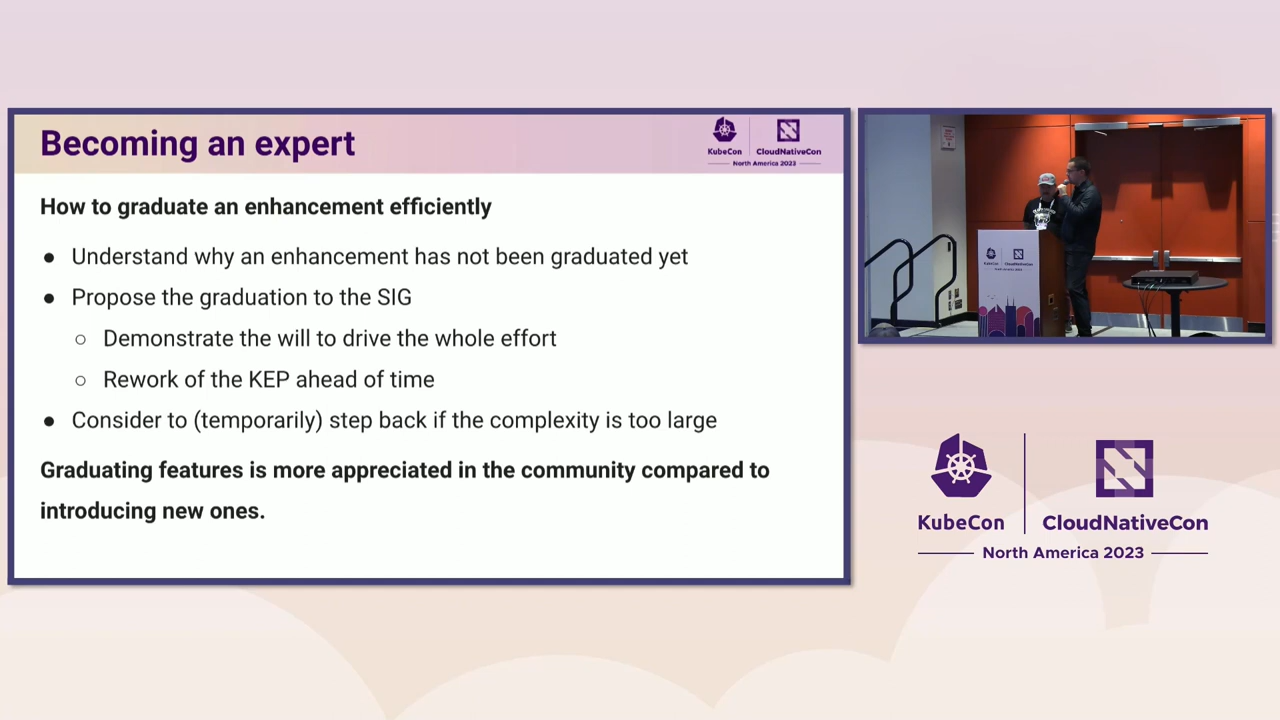 Becoming an expert
KubeCon
CloudNativeCon
North America 2023
How to graduate an enhancement efficiently
● Understand why an enhancement has not been graduated yet
● Propose the graduation to the SIG
○ Demonstrate the will to drive the whole effort
○ Rework of the KEP ahead of time
● Consider to (temporarily) step back if the complexity is too large
Graduating features is more appreciated in the community compared to
introducing new ones.
KubeCon
CloudNativeCon
North America 2023